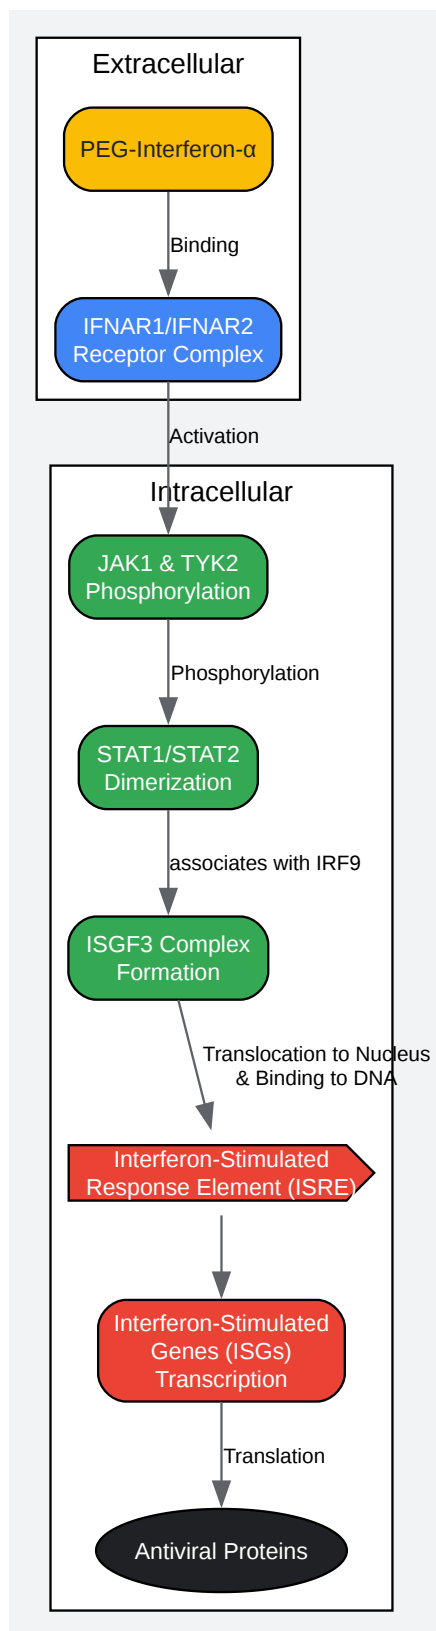 Extracellular
PEG-Interferon-α
Binding
IFNAR1/IFNAR2
Receptor Complex
Activation
Intracellular
JAK1 & TYK2
Phosphorylation
Phosphorylation
STAT1/STAT2
Dimerization
associates with IRF9
ISGF3 Complex
Formation
Translocation to Nucleus
& Binding to DNA
Interferon-Stimulated
Response Element (ISRE)
Interferon-Stimulated
Genes (ISGs)
Transcription
Translation
Antiviral Proteins